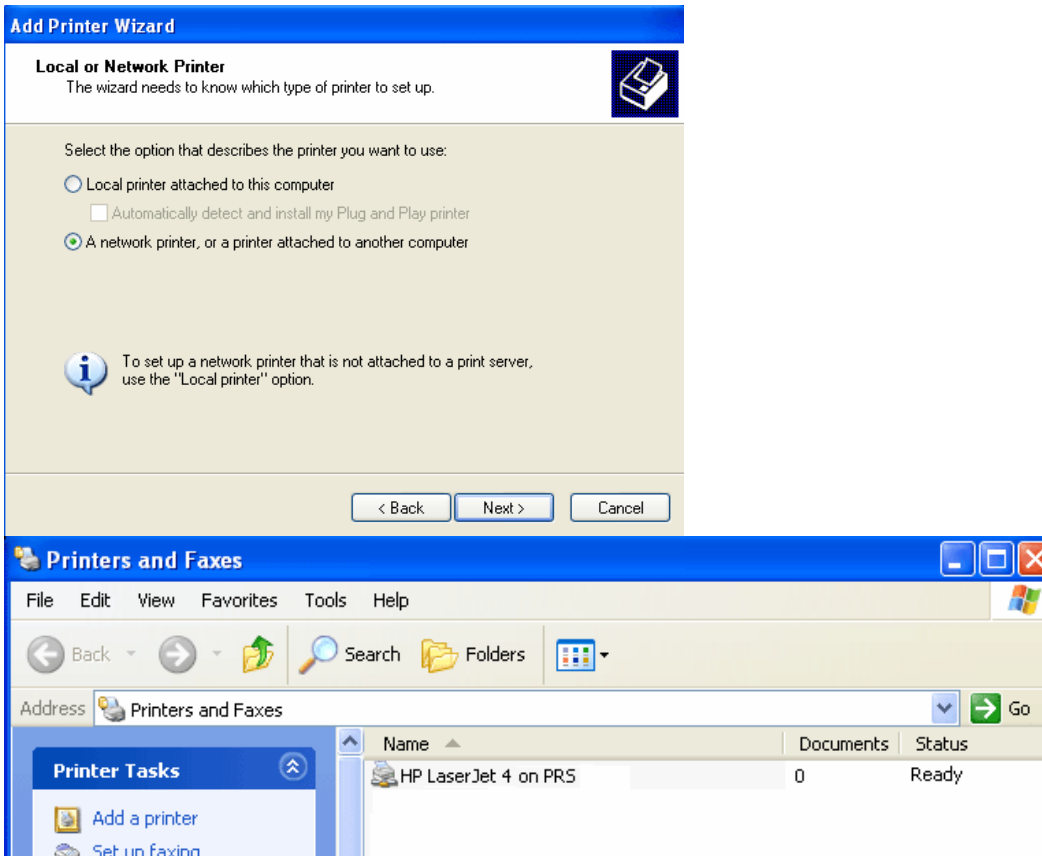 Add Printer Wizard
Local or Network Printer
The wizard needs to know which type of printer to set up.
Select the option that describes the printer you want to use:
Local printer attached to this computer
Automatically detect and install my Plug and Play printer
A network printer, or a printer attached to another computer
To set up a network printer that is not attached to a print server,
use the "Local printer" option.
< Back Next > Cancel
Printers and Faxes
File Edit View Favorites Tools Help
Back Search Folders
Address Printers and Faxes Go
Name Documents Status
Printer Tasks
HP LaserJet 4 on PRS 0 Ready
Add a printer
Set up faxing